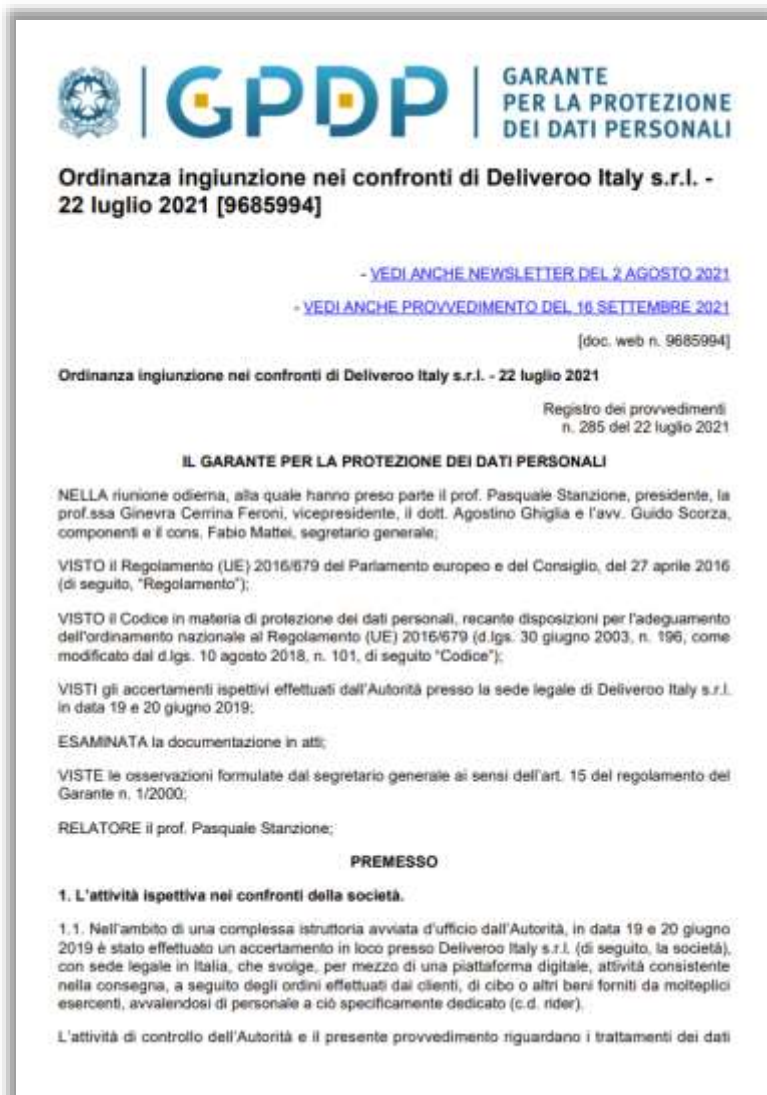 GPDP
GARANTE
PER LA PROTEZIONE
DEI DATI PERSONALI
Ordinanza ingiunzione nei confronti di Deliveroo Italy s.r.l. -
22 luglio 2021 [9685994]
- VEDI ANCHE NEWSLETTER DEL 2 AGOSTO 2021
- VEDI ANCHE PROVVEDIMENTO DEL 16 SETTEMBRE 2021
[doc. web n. 9685994]
Ordinanza ingiunzione nei confronti di Deliveroo Italy s.r.l. - 22 luglio 2021
Registro dei provvedimenti
n. 285 del 22 luglio 2021
IL GARANTE PER LA PROTEZIONE DEI DATI PERSONALI
NELLA riunione odierna, alla quale hanno preso parte il prof. Pasquale Stanzione, presidente, la
prof.ssa Ginevra Cerrina Feroni, vicepresidente, il dott. Agostino Ghiglia e l'avv. Guido Scorza,
componenti e il cons. Fabio Mattei, segretario generale;
VISTO il Regolamento (UE) 2016/679 del Parlamento europeo e del Consiglio, del 27 aprile 2016
(di seguito, "Regolamento");
VISTO il Codice in materia di protezione dei dati personali, recante disposizioni per l'adeguamento
dell'ordinamento nazionale al Regolamento (UE) 2016/679 (d.lgs. 30 giugno 2003, n. 196, come
modificato dal d.lgs. 10 agosto 2018, n. 101, di seguito "Codice");
VISTI gli accertamenti ispettivi effettuati dall'Autorità presso la sede legale di Deliveroo Italy s.r.l.
in data 19 e 20 giugno 2019;
ESAMINATA la documentazione in atti;
VISTE le osservazioni formulate dal segretario generale ai sensi dell'art. 15 del regolamento del
Garante n. 1/2000;
RELATORE il prof. Pasquale Stanzione;
PREMESSO
1. L'attività ispettiva nei confronti della società.
1.1. Nell'ambito di una complessa istruttoria avviata d'ufficio dall'Autorità, in data 19 e 20 giugno
2019 è stato effettuato un accertamento in loco presso Deliveroo Italy s.r.l. (di seguito, la società),
con sede legale in Italia, che svolge, per mezzo di una piattaforma digitale, attività consistente
nella consegna, a seguito degli ordini effettuati dai clienti, di cibo o altri beni forniti da molteplici
esercenti, avvalendosi di personale a ciò specificamente dedicato (c.d. rider).
L'attività di controllo dell'Autorità e il presente provvedimento riguardano i trattamenti dei dati